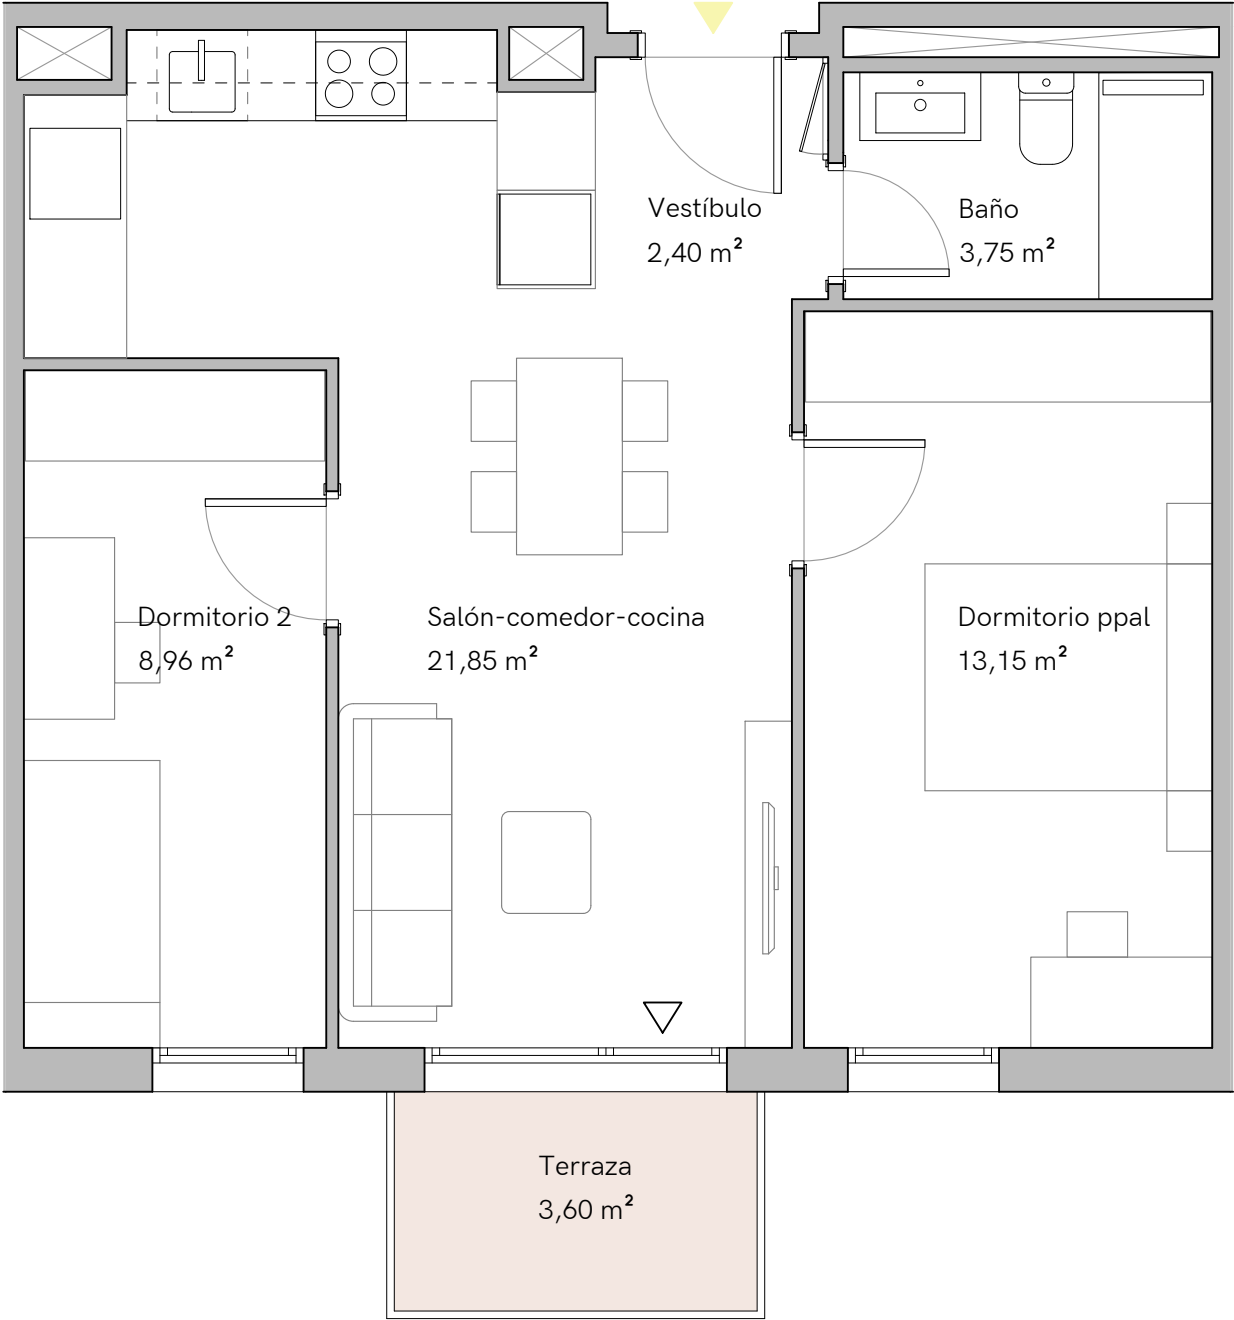 Vestíbulo
2,40 m²
Baño
3,75 m²
Dormitorio 2
8,96 m²
Salón-comedor-cocina
21,85 m²
Dormitorio ppal
13,15 m²
Terraza
3,60 m²